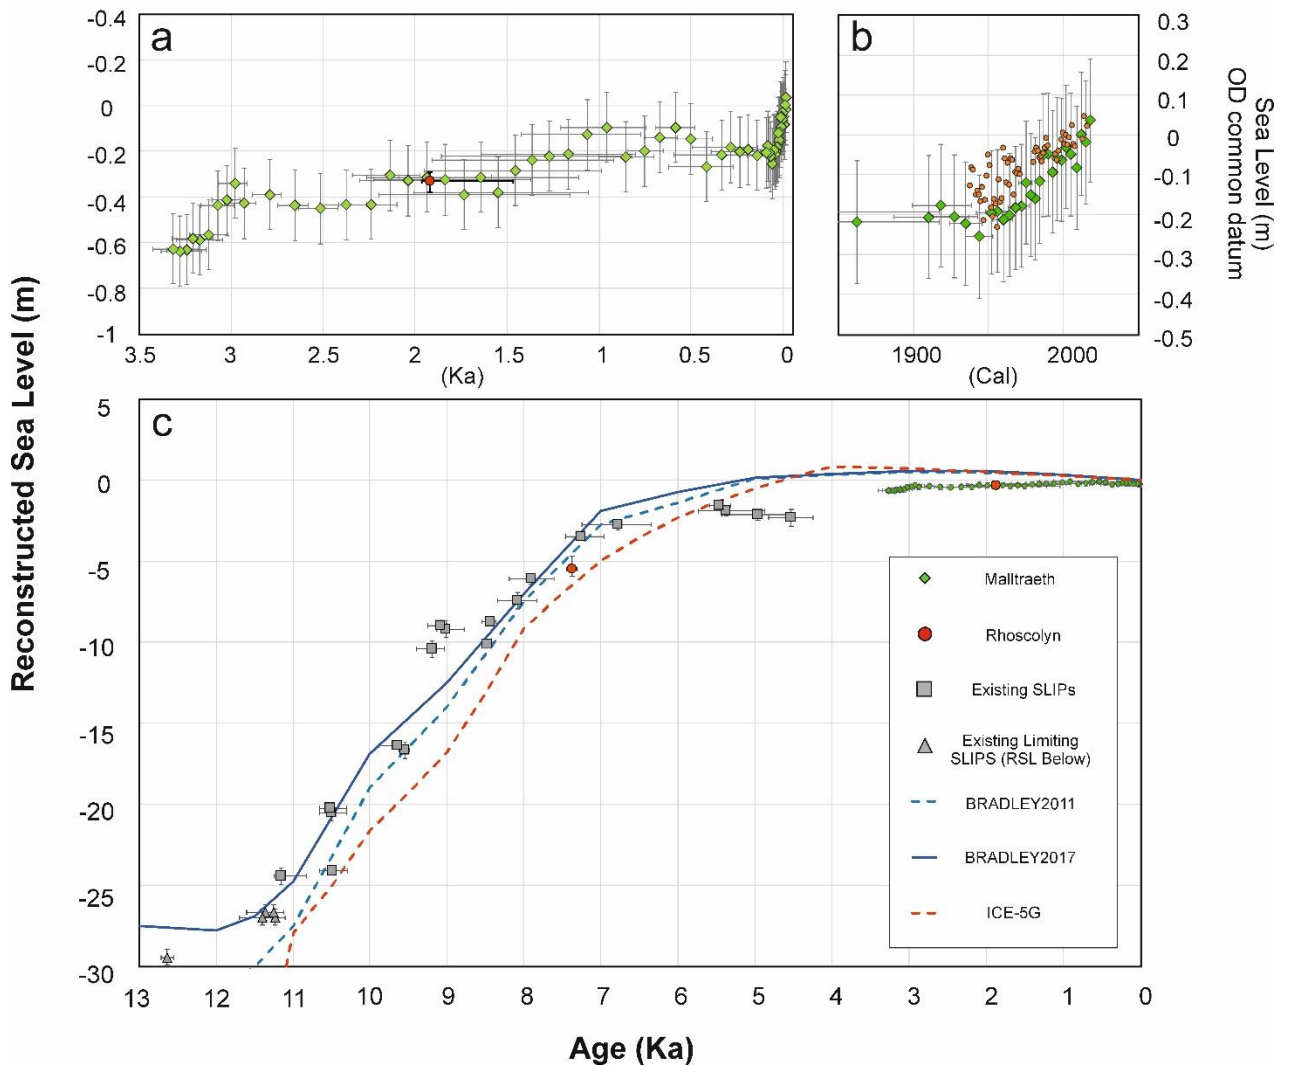 a
-0.4
-0.2
0
-0.2
-0.4
-0.6
-0.8
-1
3.5
3
2.5
2
1.5
1
0.5
0
(Ka)
b
0.3
0.2
0.1
0
-0.1
-0.2
-0.3
-0.4
-0.5
1900
2000
(Cal)
Sea Level (m)
OD common datum
Reconstructed Sea Level (m)
c
5
0
-5
-10
-15
-20
-25
-30
13
12
11
10
9
8
7
6
5
4
3
2
1
0
Age (Ka)
Malltraeth
Rhoscolyn
Existing SLIPs
Existing Limiting
SLIPS (RSL Below)
BRADLEY2011
BRADLEY2017
ICE-5G